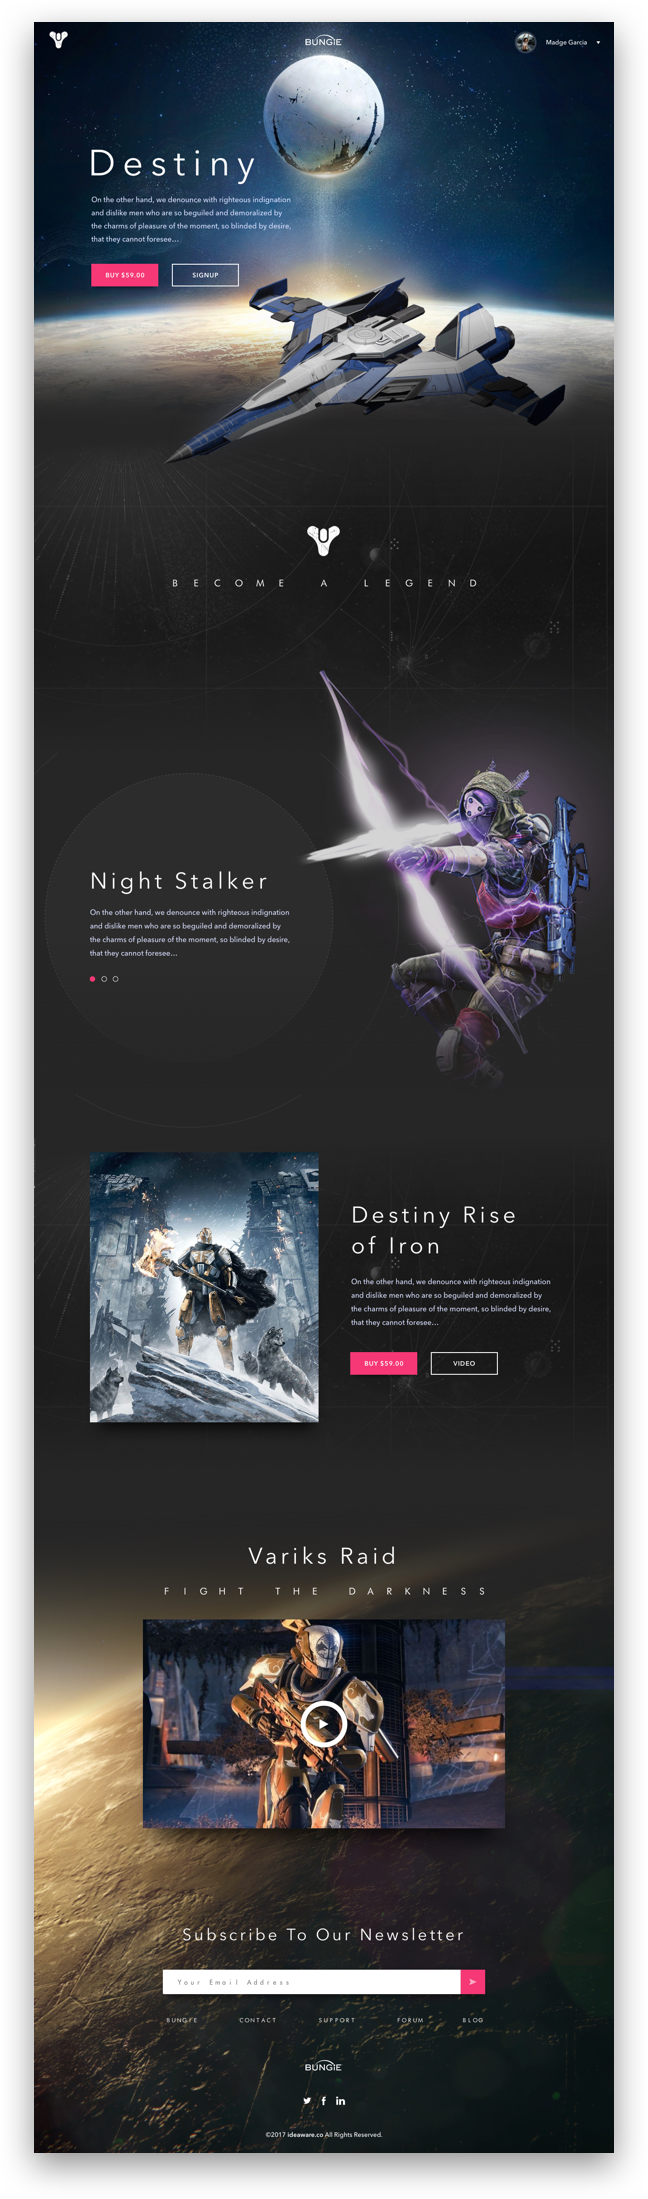 BUNGIE
Madge Garcia
Destiny
On the other hand, we denounce with righteous indignation
and dislike men who are so beguiled and demoralized by
the charms of pleasure of the moment, so blinded by desire,
that they cannot foresee...
BUY $59.00
SIGNUP
BECOME A LEGEND
Night Stalker
On the other hand, we denounce with righteous indignation
and dislike men who are so beguiled and demoralized by
the charms of pleasure of the moment, so blinded by desire,
that they cannot foresee...
Destiny Rise
of Iron
On the other hand, we denounce with righteous indignation
and dislike men who are so beguiled and demoralized by
the charms of pleasure of the moment, so blinded by desire,
that they cannot foresee...
BUY $59.00
VIDEO
Variks Raid
FIGHT THE DARKNESS
Subscribe To Our Newsletter
Your Email Address
BUNGIE
CONTACT
SUPPORT
FORUM
BLOG
BUNGIE
©2017 ideaware.co All Rights Reserved.